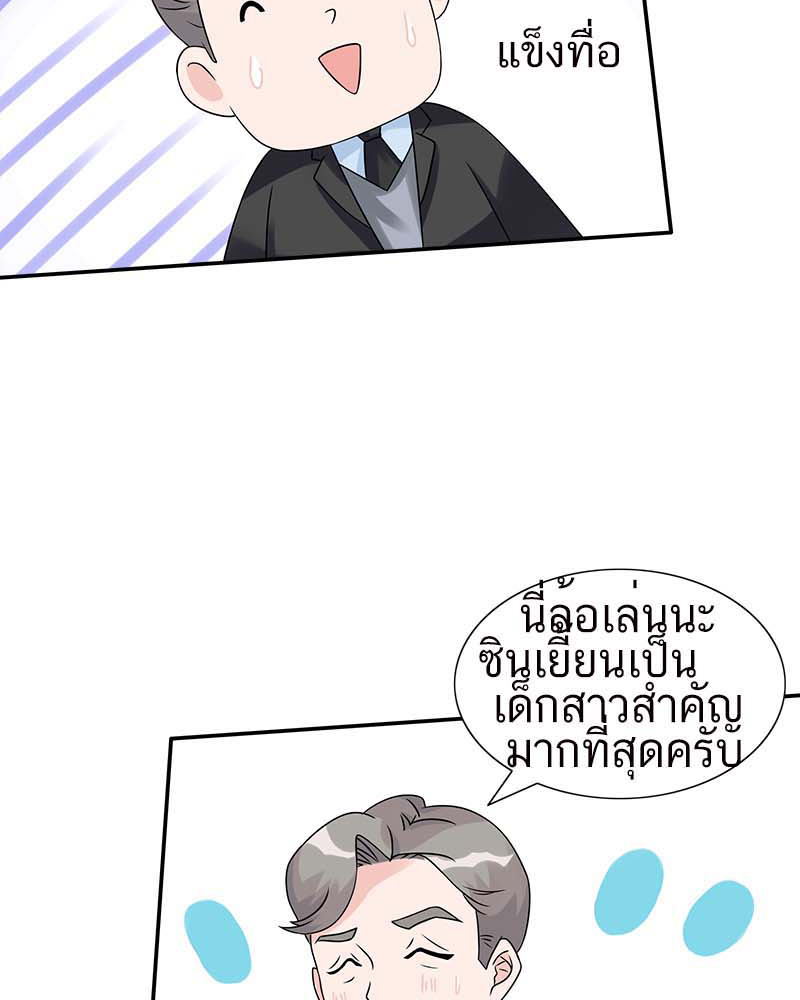 แข็งทื่อ
นี่ล้อเล่นนะ
ซินเยี้ยนเป็น
เด็กสาวสำคัญ
มากที่สุดครับ